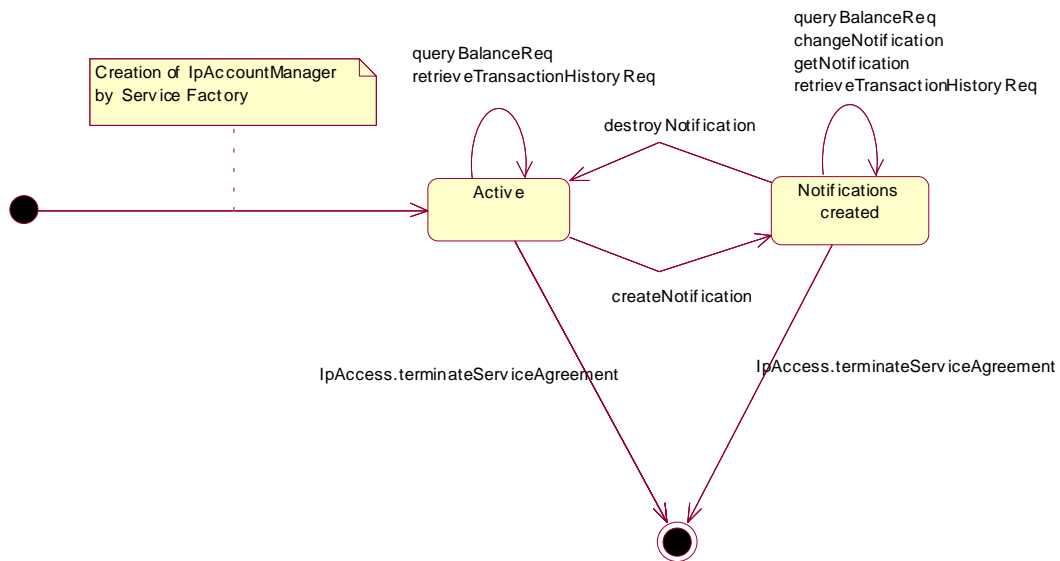 queryBalanceReq
changeNotification
getNotification
retrieveTransactionHistoryReq
queryBalanceReq
retrieveTransactionHistoryReq
Creation of IpAccountManager
by Service Factory
destroyNotification
Active
Notifications
created
createNotification
IpAccess.terminateServiceAgreement
IpAccess.terminateServiceAgreement